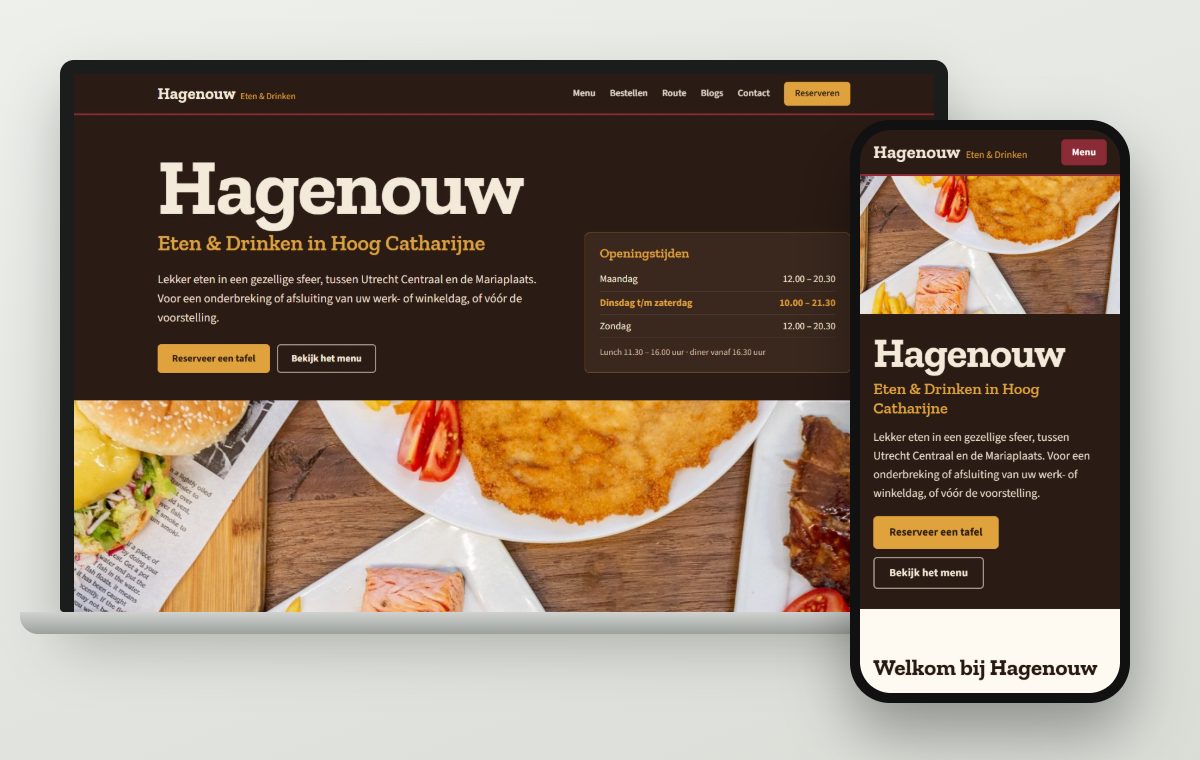 Hagenouw Eten & Drinken
Menu Bestellen Route Blogs Contact Reserveren
Hagenouw
Eten & Drinken in Hoog Catharijne
Lekker eten in een gezellige sfeer, tussen Utrecht Centraal en de Mariaplaats.
Voor een onderbreking of afsluiting van uw werk- of winkeldag, of vóór de
voorstelling.
Reserveer een tafel
Bekijk het menu
Openingstijden
Maandag 12.00 – 20.30
Dinsdag t/m zaterdag 10.00 – 21.30
Zondag 12.00 – 20.30
Lunch 11.30 – 16.00 uur · diner vanaf 16.30 uur
Hagenouw Eten & Drinken
Menu
Hagenouw
Eten & Drinken in Hoog
Catharijne
Lekker eten in een gezellige sfeer, tussen
Utrecht Centraal en de Mariaplaats. Voor een
onderbreking of afsluiting van uw werk- of
winkeldag, of vóór de voorstelling.
Reserveer een tafel
Bekijk het menu
Welkom bij Hagenouw